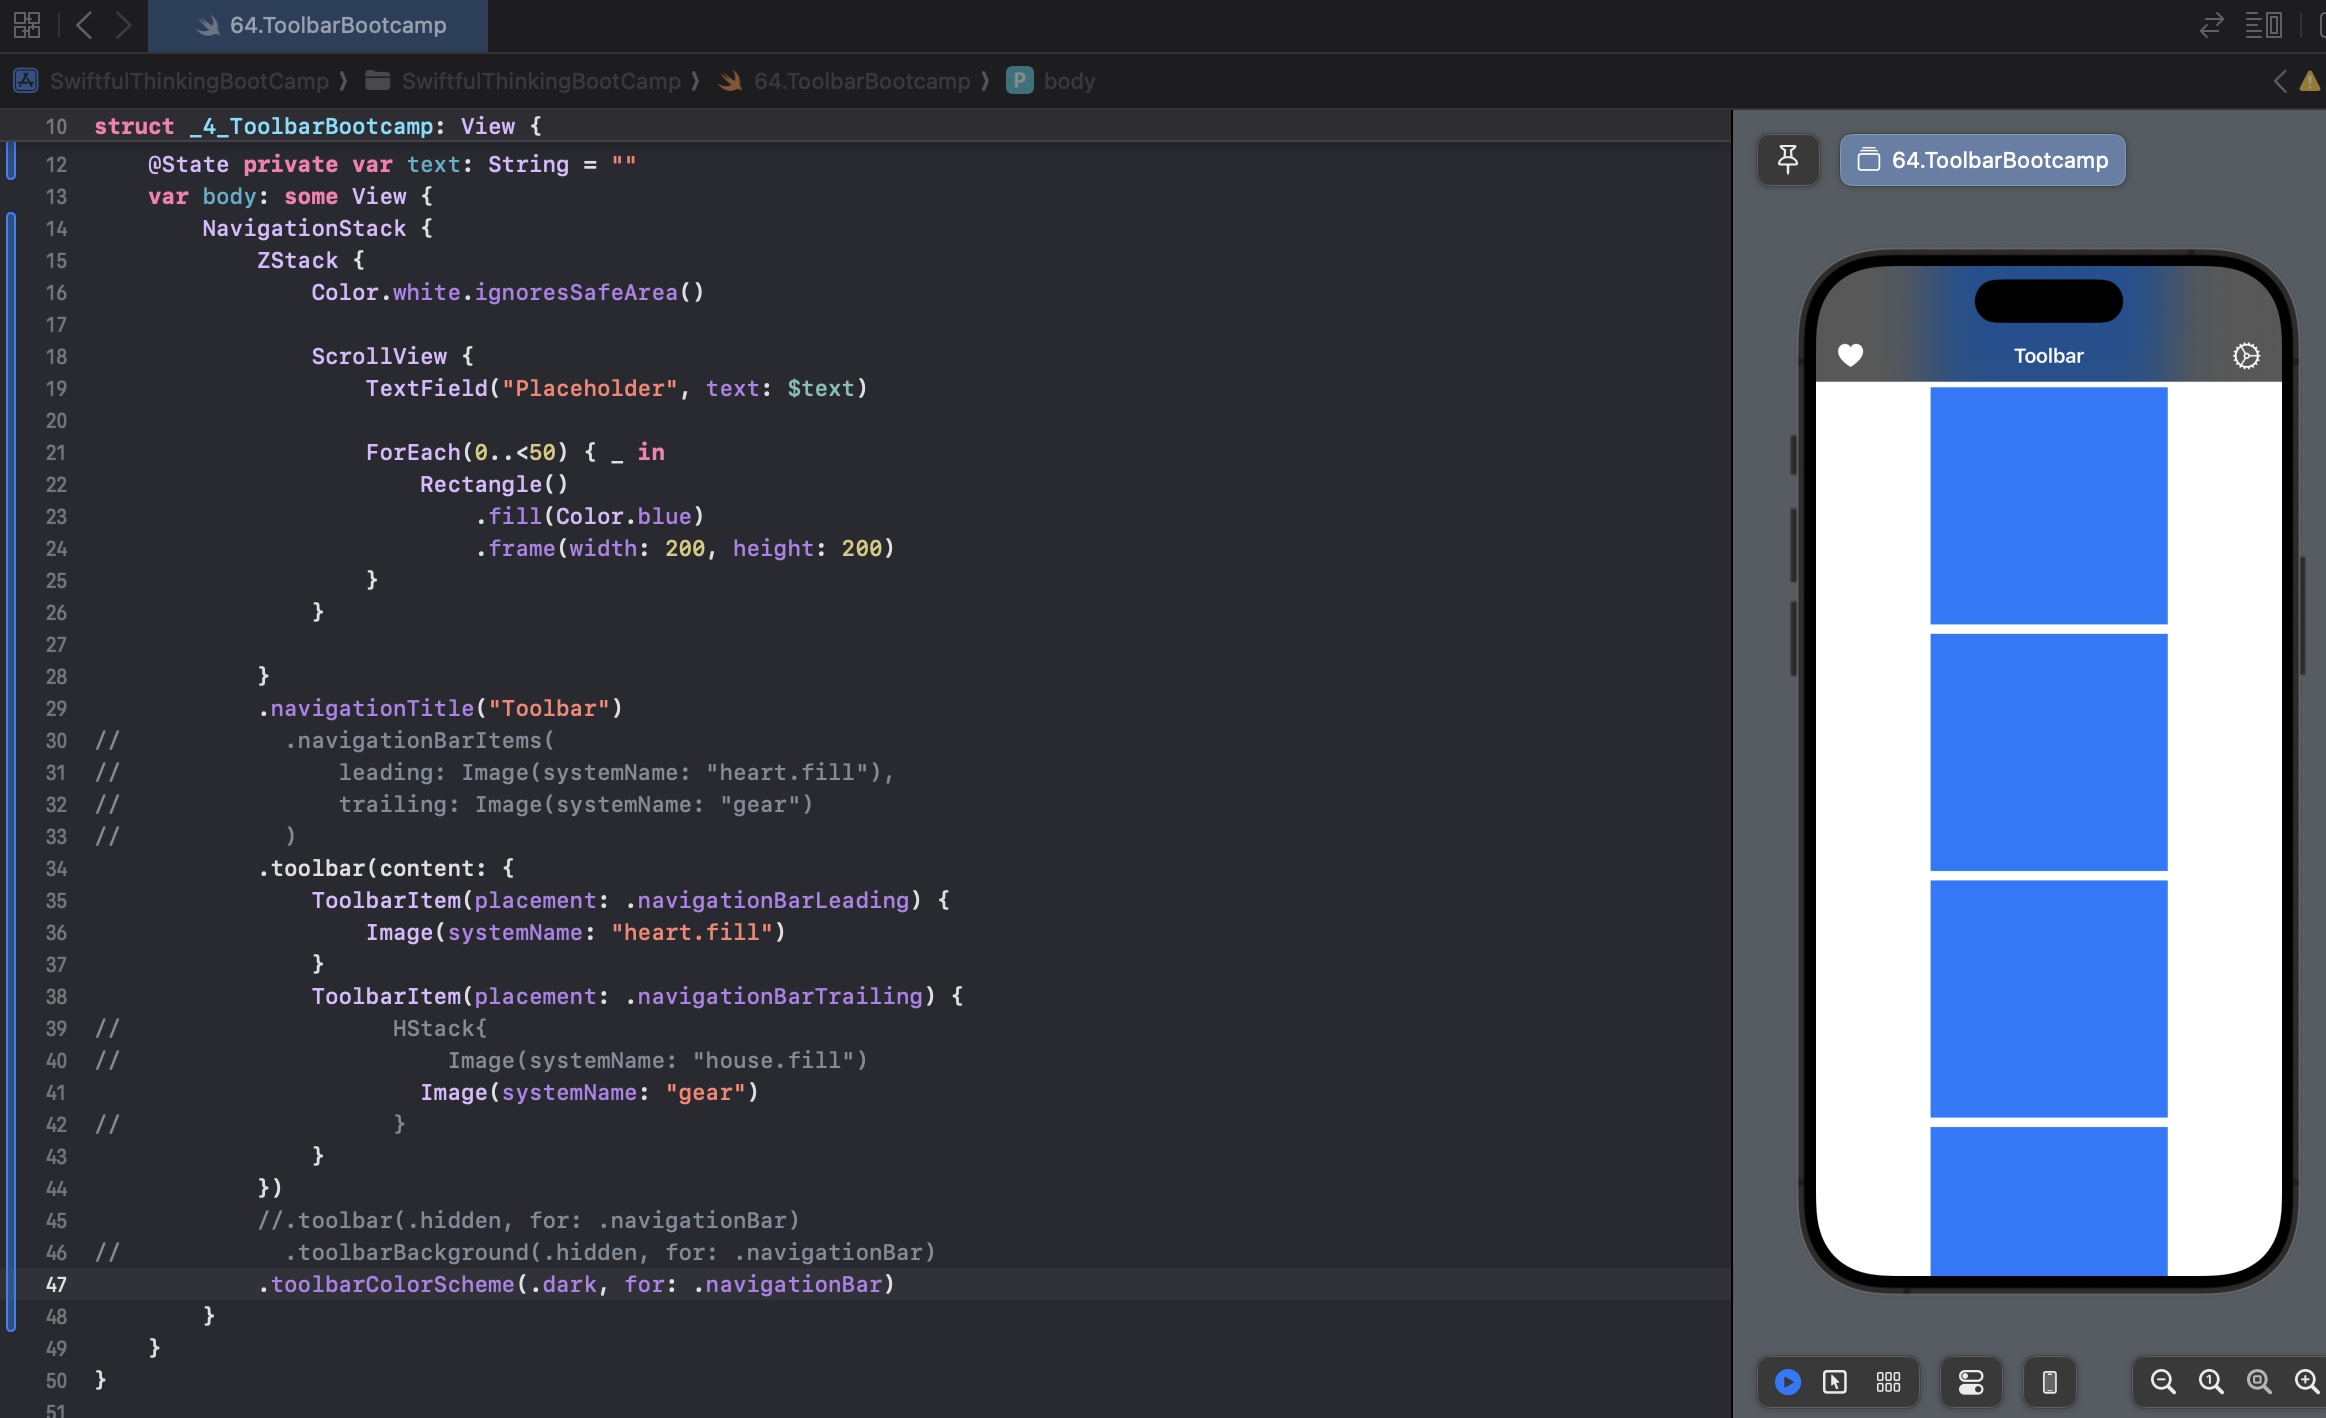 64.ToolbarBootcamp
SwiftfulThinkingBootCamp ⟩ SwiftfulThinkingBootCamp ⟩ 64.ToolbarBootcamp ⟩ P body
10 struct _4_ToolbarBootcamp: View {
12     @State private var text: String = ""
13     var body: some View {
14         NavigationStack {
15             ZStack {
16                 Color.white.ignoresSafeArea()
17
18                 ScrollView {
19                     TextField("Placeholder", text: $text)
20
21                     ForEach(0..<50) { _ in
22                         Rectangle()
23                             .fill(Color.blue)
24                             .frame(width: 200, height: 200)
25                     }
26                 }
27
28             }
29             .navigationTitle("Toolbar")
30 //            .navigationBarItems(
31 //                leading: Image(systemName: "heart.fill"),
32 //                trailing: Image(systemName: "gear")
33 //            )
34             .toolbar(content: {
35                 ToolbarItem(placement: .navigationBarLeading) {
36                     Image(systemName: "heart.fill")
37                 }
38                 ToolbarItem(placement: .navigationBarTrailing) {
39 //                    HStack{
40 //                        Image(systemName: "house.fill")
41                         Image(systemName: "gear")
42 //                    }
43                 }
44             })
45             //.toolbar(.hidden, for: .navigationBar)
46 //            .toolbarBackground(.hidden, for: .navigationBar)
47             .toolbarColorScheme(.dark, for: .navigationBar)
48         }
49     }
50 }
51
64.ToolbarBootcamp
Toolbar